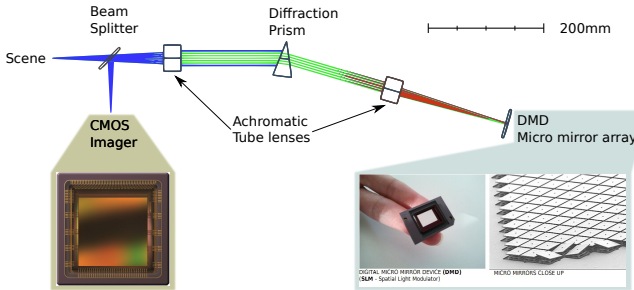 Beam
Splitter
Diffraction
Prism
200mm
Scene
Achromatic
Tube lenses
CMOS
Imager
DMD
Micro mirror array
DIGITAL MICRO MIRROR DEVICE (DMD)
(SLM - Spatial Light Modulator)
MICRO MIRRORS CLOSE UP